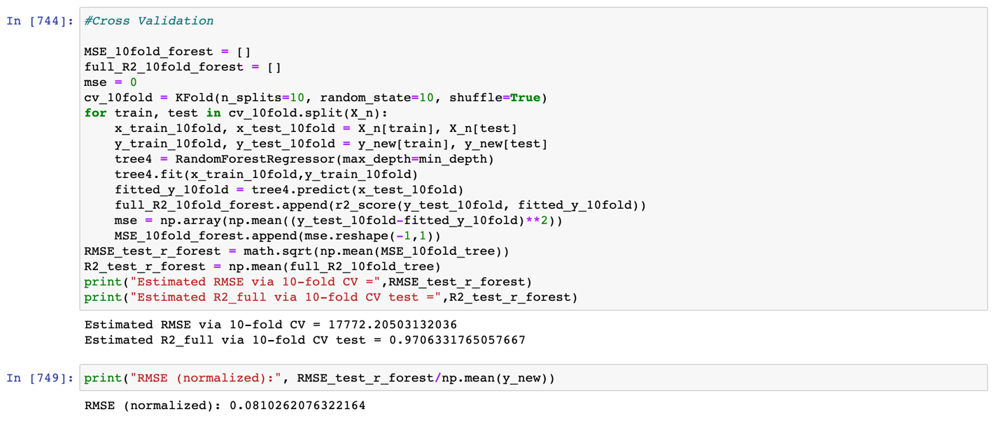 In [744]: #Cross Validation
MSE_10fold_forest = []
full_R2_10fold_forest = []
mse = 0
cv_10fold = KFold(n_splits=10, random_state=10, shuffle=True)
for train, test in cv_10fold.split(X_n):
    x_train_10fold, x_test_10fold = X_n[train], X_n[test]
    y_train_10fold, y_test_10fold = y_new[train], y_new[test]
    tree4 = RandomForestRegressor(max_depth=min_depth)
    tree4.fit(x_train_10fold,y_train_10fold)
    fitted_y_10fold = tree4.predict(x_test_10fold)
    full_R2_10fold_forest.append(r2_score(y_test_10fold, fitted_y_10fold))
    mse = np.array(np.mean((y_test_10fold-fitted_y_10fold)**2))
    MSE_10fold_forest.append(mse.reshape(-1,1))
RMSE_test_r_forest = math.sqrt(np.mean(MSE_10fold_tree))
R2_test_r_forest = np.mean(full_R2_10fold_tree)
print("Estimated RMSE via 10-fold CV =",RMSE_test_r_forest)
print("Estimated R2_full via 10-fold CV test =",R2_test_r_forest)
Estimated RMSE via 10-fold CV = 17772.20503132036
Estimated R2_full via 10-fold CV test = 0.9706331765057667
In [749]: print("RMSE (normalized):", RMSE_test_r_forest/np.mean(y_new))
RMSE (normalized): 0.0810262076322164